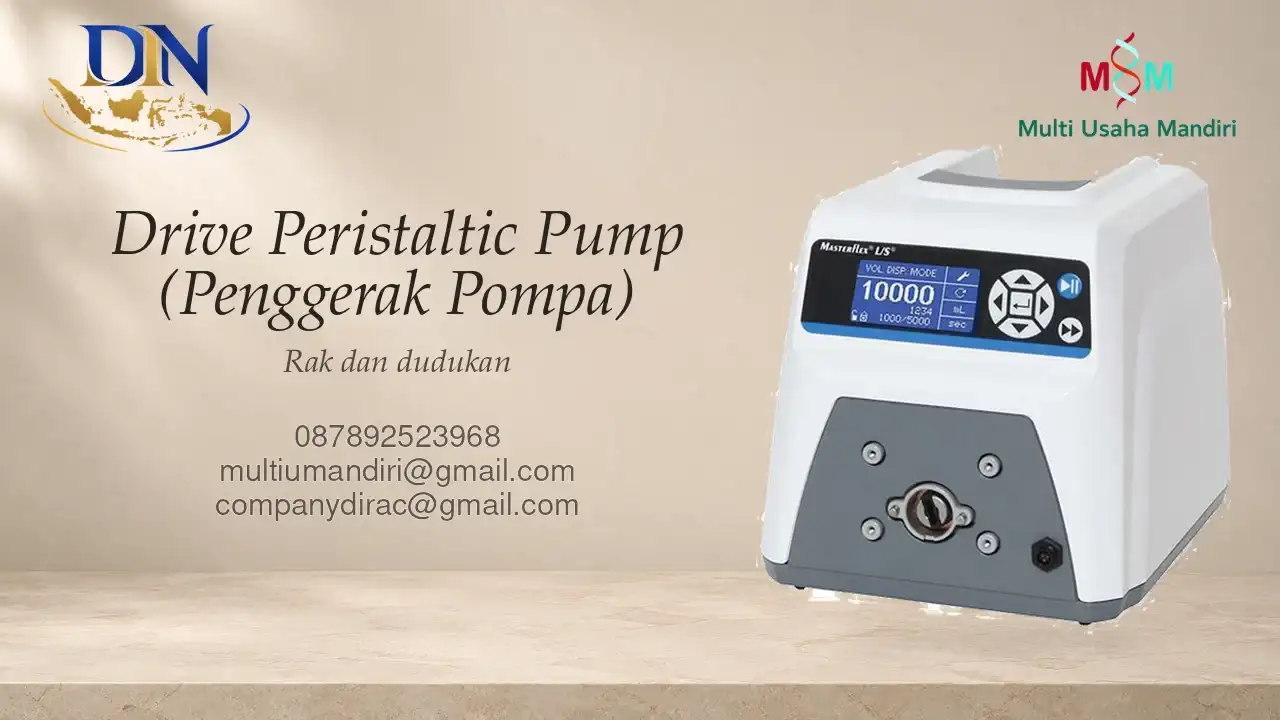 DN
M M
Multi Usaha Mandiri
Drive Peristaltic Pump
(Penggerak Pompa)
Rak dan dudukan
087892523968
multiumandiri@gmail.com
companydirac@gmail.com
MASTERFLEX® L/S®
VOL DISP. MODE
10000
1234
1000/5000
mL
sec